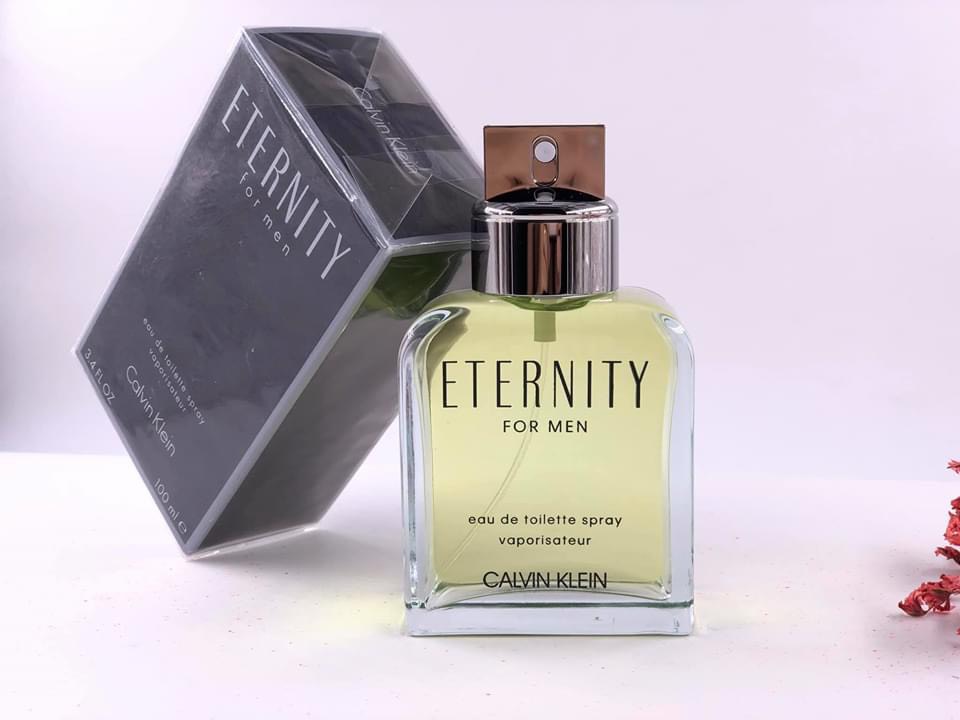 ETERNITY
for men
eau de toilette spray
vaporisateur
Calvin Klein
3.4 FL OZ
100 ml e
Calvin Klein
ETERNITY
FOR MEN
eau de toilette spray
vaporisateur
CALVIN KLEIN